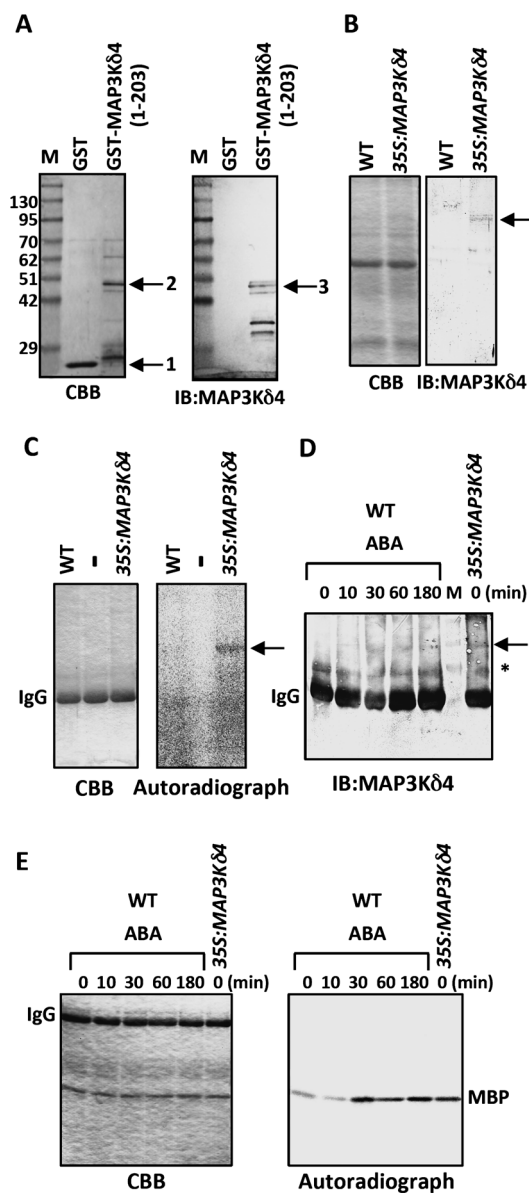 A
M
GST
GST-MAP3Kδ4
(1-203)
M
GST
GST-MAP3Kδ4
(1-203)
130
95
70
62
51
42
29
2
1
3
CBB
IB:MAP3Kδ4
B
WT
35S:MAP3Kδ4
WT
35S:MAP3Kδ4
CBB
IB:MAP3Kδ4
C
WT
-
35S:MAP3Kδ4
WT
-
35S:MAP3Kδ4
IgG
CBB
Autoradiograph
D
WT
ABA
35S:MAP3Kδ4
0 10 30 60 180 M 0 (min)
*
IgG
IB:MAP3Kδ4
E
WT
ABA
35S:MAP3Kδ4
0 10 30 60 180 0 (min)
IgG
CBB
WT
ABA
35S:MAP3Kδ4
0 10 30 60 180 0 (min)
MBP
Autoradiograph